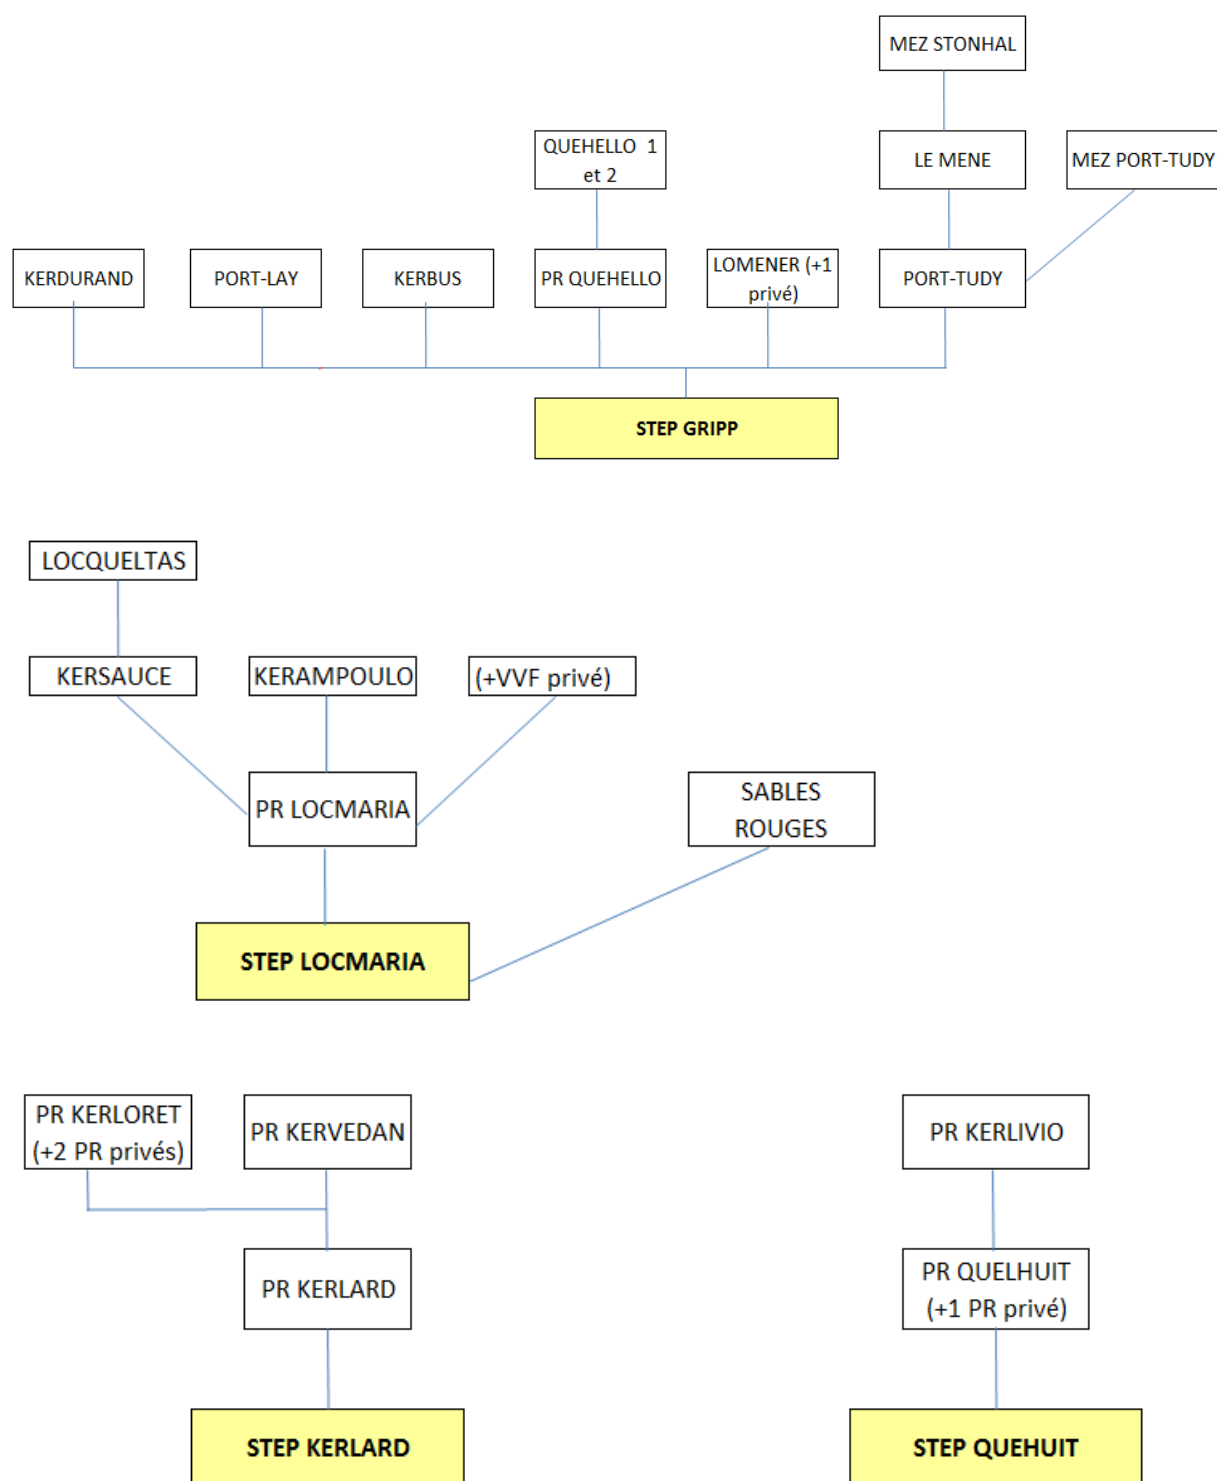 MEZ STONHAL
QUEHELLO 1
et 2
LE MENE
MEZ PORT-TUDY
KERDURAND
PORT-LAY
KERBUS
PR QUEHELLO
LOMENER (+1
privé)
PORT-TUDY
STEP GRIPP
LOCQUELTAS
KERSAUCE
KERAMPOULO
(+VVF privé)
PR LOCMARIA
SABLES
ROUGES
STEP LOCMARIA
PR KERLORET
(+2 PR privés)
PR KERVEDAN
PR KERLIVIO
PR KERLARD
PR QUELHUIT
(+1 PR privé)
STEP KERLARD
STEP QUEHUIT